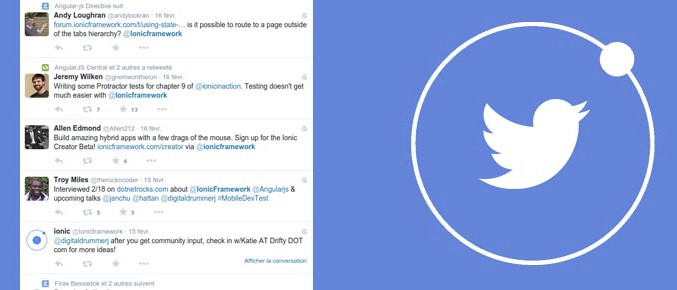 Angular-js Directive suit
Andy Loughran @andylockran · 16 févr.
forum.ionicframework.com/t/using-state-... is it possible to route to a page outside
of the tabs hierarchy? @Ionicframework
AngularJS Central et 2 autres a retweeté
Jeremy Wilken @gnomeontherun · 16 févr.
Writing some Protractor tests for chapter 9 of @ionicinaction. Testing doesn't get
much easier with @Ionicframework
7 13
Allen Edmond @Allen212 · 16 févr.
Build amazing hybrid apps with a few drags of the mouse. Sign up for the Ionic
Creator Beta! ionicframework.com/creator via @ionicframework
4
Troy Miles @therockncoder · 15 févr.
Interviewed 2/18 on dotnetrocks.com about @IonicFramework @Angularjs &
upcoming talks @janchu @hattan @digitaldrummerj #MobileDevTest
5
ionic @Ionicframework · 15 févr.
@digitaldrummerj after you get community input, check in w/Katie AT Drifty DOT
com for more ideas!
Afficher la conversation
Firas Bessadok et 2 autres suivent